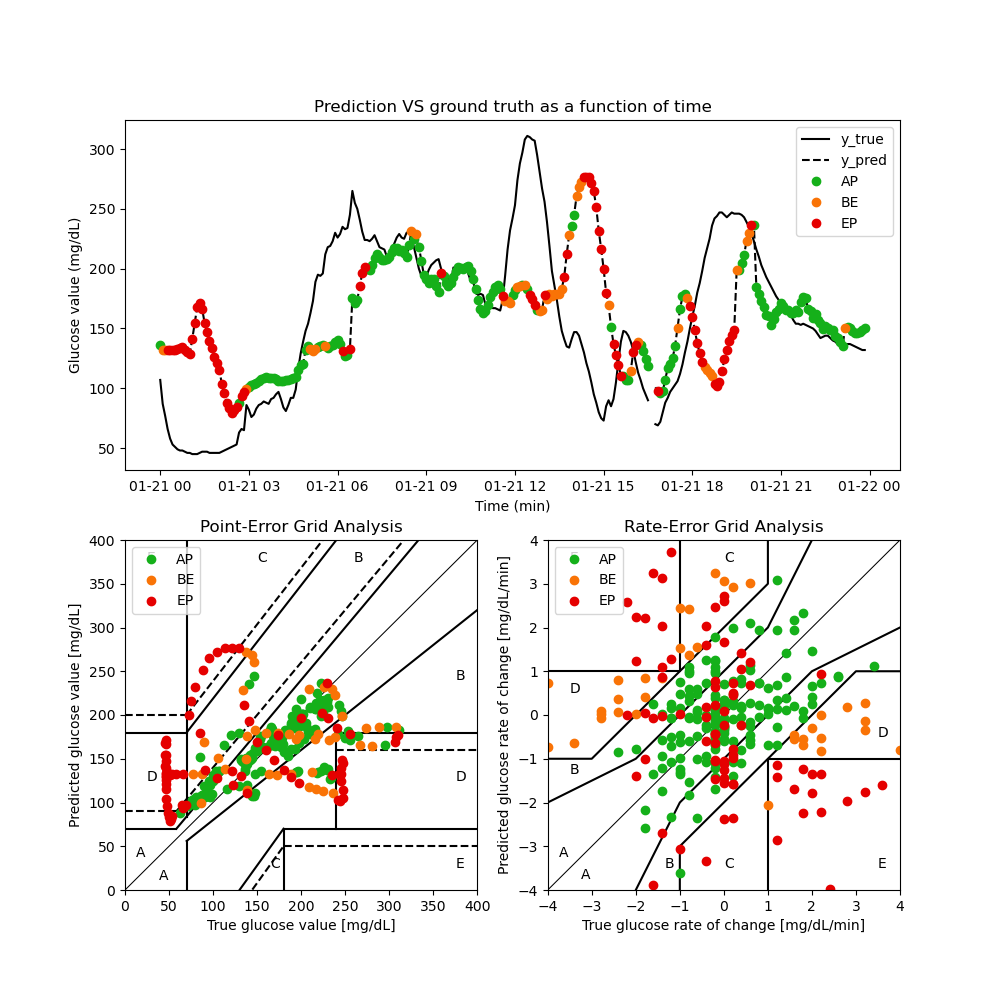 Prediction VS ground truth as a function of time
Glucose value (mg/dL)
300
250
200
150
100
50
y_true
y_pred
AP
BE
EP
01-21 00
01-21 03
01-21 06
01-21 09
01-21 12
01-21 15
01-21 18
01-21 21
01-22 00
Time (min)
Point-Error Grid Analysis
Predicted glucose value [mg/dL]
400
350
300
250
200
150
100
50
0
AP
BE
EP
C
B
B
D
D
A
A
C
E
0
50
100
150
200
250
300
350
400
True glucose value [mg/dL]
Rate-Error Grid Analysis
Predicted glucose rate of change [mg/dL/min]
4
3
2
1
0
−1
−2
−3
−4
AP
BE
EP
C
D
D
B
A
A
B
C
E
−4
−3
−2
−1
0
1
2
3
4
True glucose rate of change [mg/dL/min]